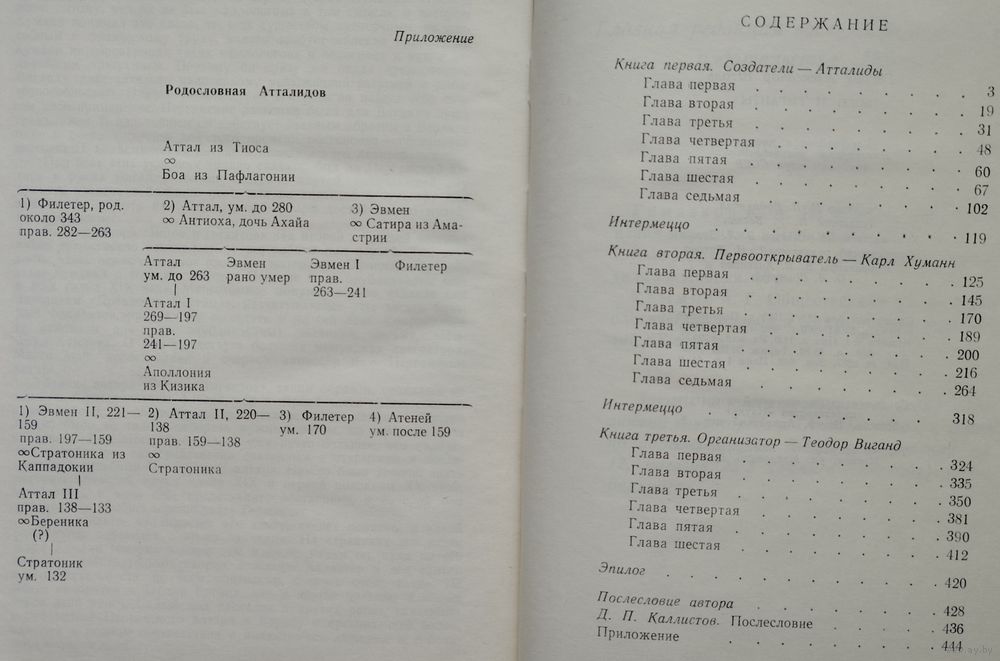 Приложение
Родословная Атталидов
Аттал из Тиоса
∞
Боа из Пафлагонии
1) Филетер, род.
около 343
прав. 282—263
2) Аттал, ум. до 280
∞ Антиоха, дочь Ахайа
3) Эвмен
∞ Сатира из Ама-
стрии
Аттал
ум. до 263
Аттал I
269—197
прав.
241—197
∞
Аполлония
из Кизика
Эвмен
рано умер
Эвмен I
прав.
263—241
Филетер
1) Эвмен II, 221—
159
прав. 197—159
∞Стратоника из
Каппадокии
Аттал III
прав. 138—133
∞Береника
(?)
Стратоник
ум. 132
2) Аттал II, 220—
138
прав. 159—138
∞
Стратоника
3) Филетер
ум. 170
4) Атеней
ум. после 159
СОДЕРЖАНИЕ
Книга первая. Создатели — Атталиды
Глава первая . . . . . . . . 3
Глава вторая . . . . . . . . 19
Глава третья . . . . . . . . 31
Глава четвертая . . . . . . . . 48
Глава пятая . . . . . . . . 60
Глава шестая . . . . . . . . 67
Глава седьмая . . . . . . . . 102
Интермеццо . . . . . . . . 119
Книга вторая. Первооткрыватель — Карл Хуманн
Глава первая . . . . . . . . 125
Глава вторая . . . . . . . . 145
Глава третья . . . . . . . . 170
Глава четвертая . . . . . . . . 189
Глава пятая . . . . . . . . 200
Глава шестая . . . . . . . . 216
Глава седьмая . . . . . . . . 264
Интермеццо . . . . . . . . 318
Книга третья. Организатор — Теодор Виганд
Глава первая . . . . . . . . 324
Глава вторая . . . . . . . . 335
Глава третья . . . . . . . . 350
Глава четвертая . . . . . . . . 381
Глава пятая . . . . . . . . 390
Глава шестая . . . . . . . . 412
Эпилог . . . . . . . . 420
Послесловие автора . . . . . . . . 428
Д. П. Каллистов. Послесловие . . . . . 436
Приложение . . . . . . . . 444